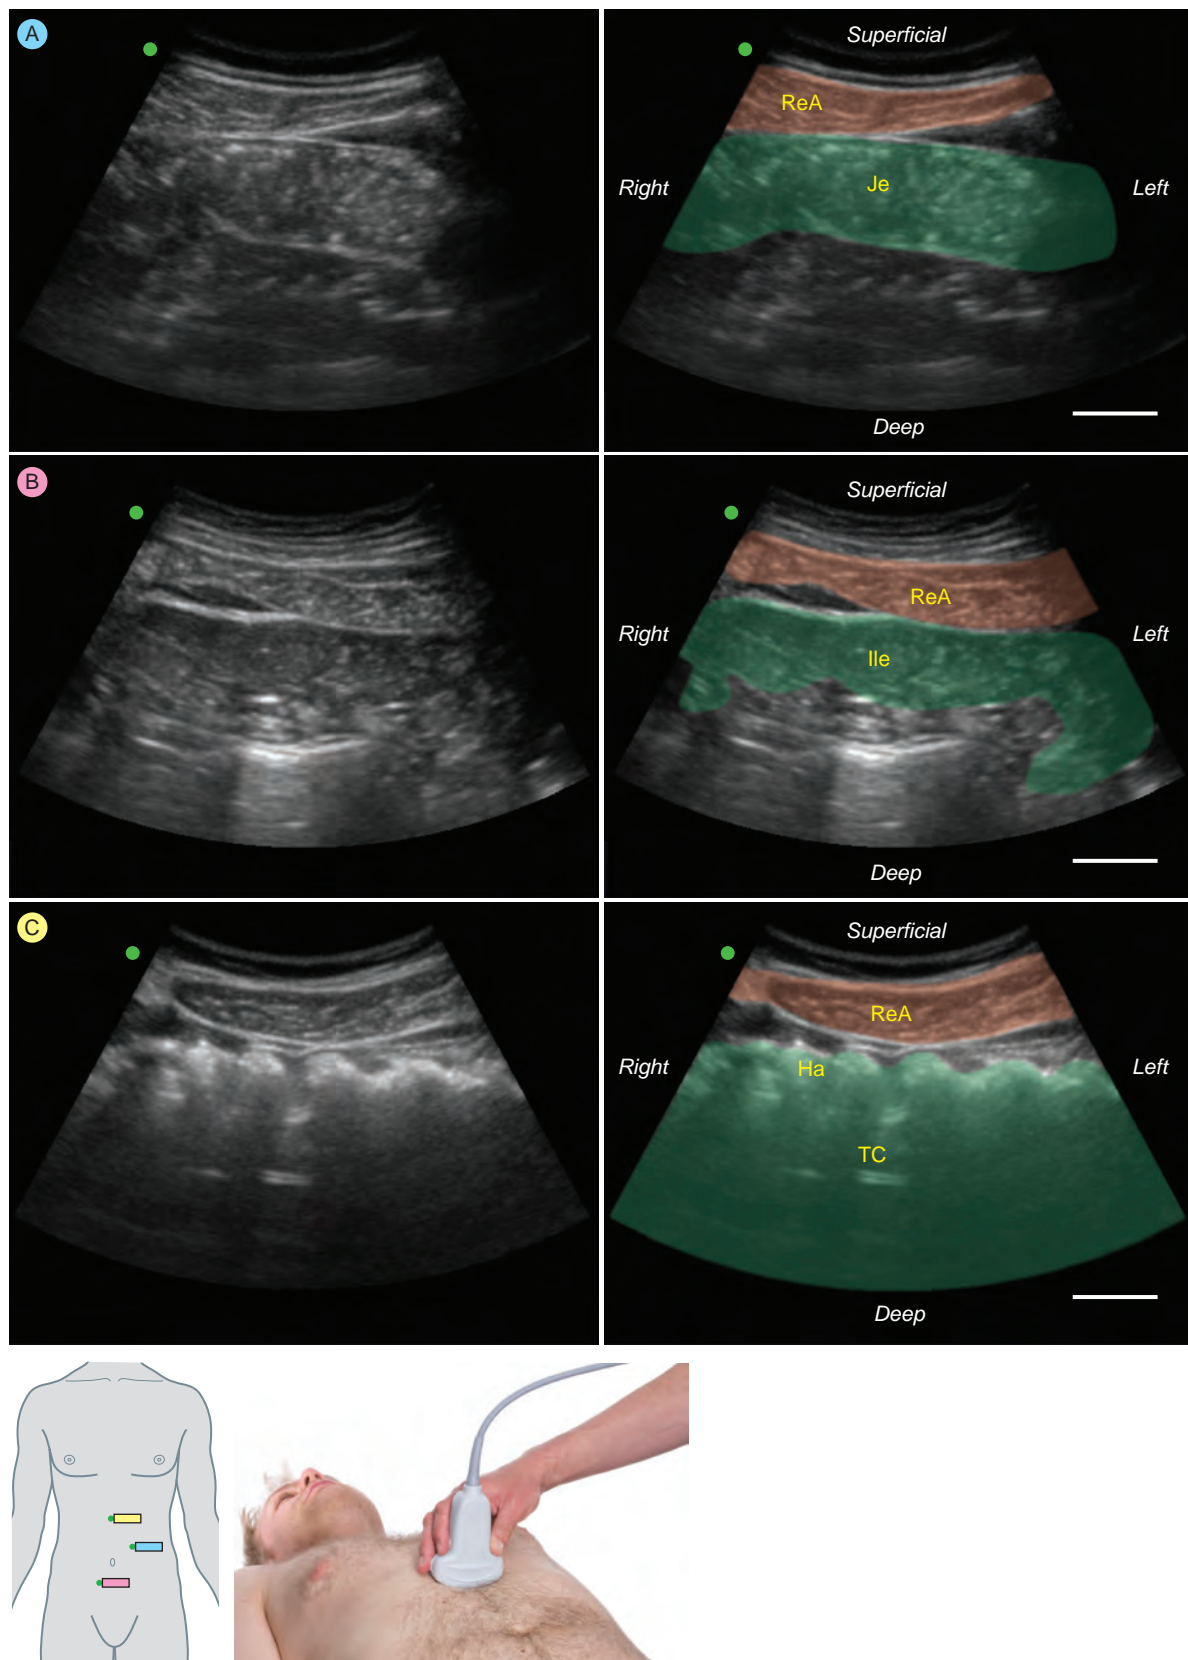 A
Superficial
ReA
Je
Right
Left
Deep
B
Superficial
ReA
Right
Left
Ile
Deep
C
Superficial
ReA
Right
Ha
Left
TC
Deep